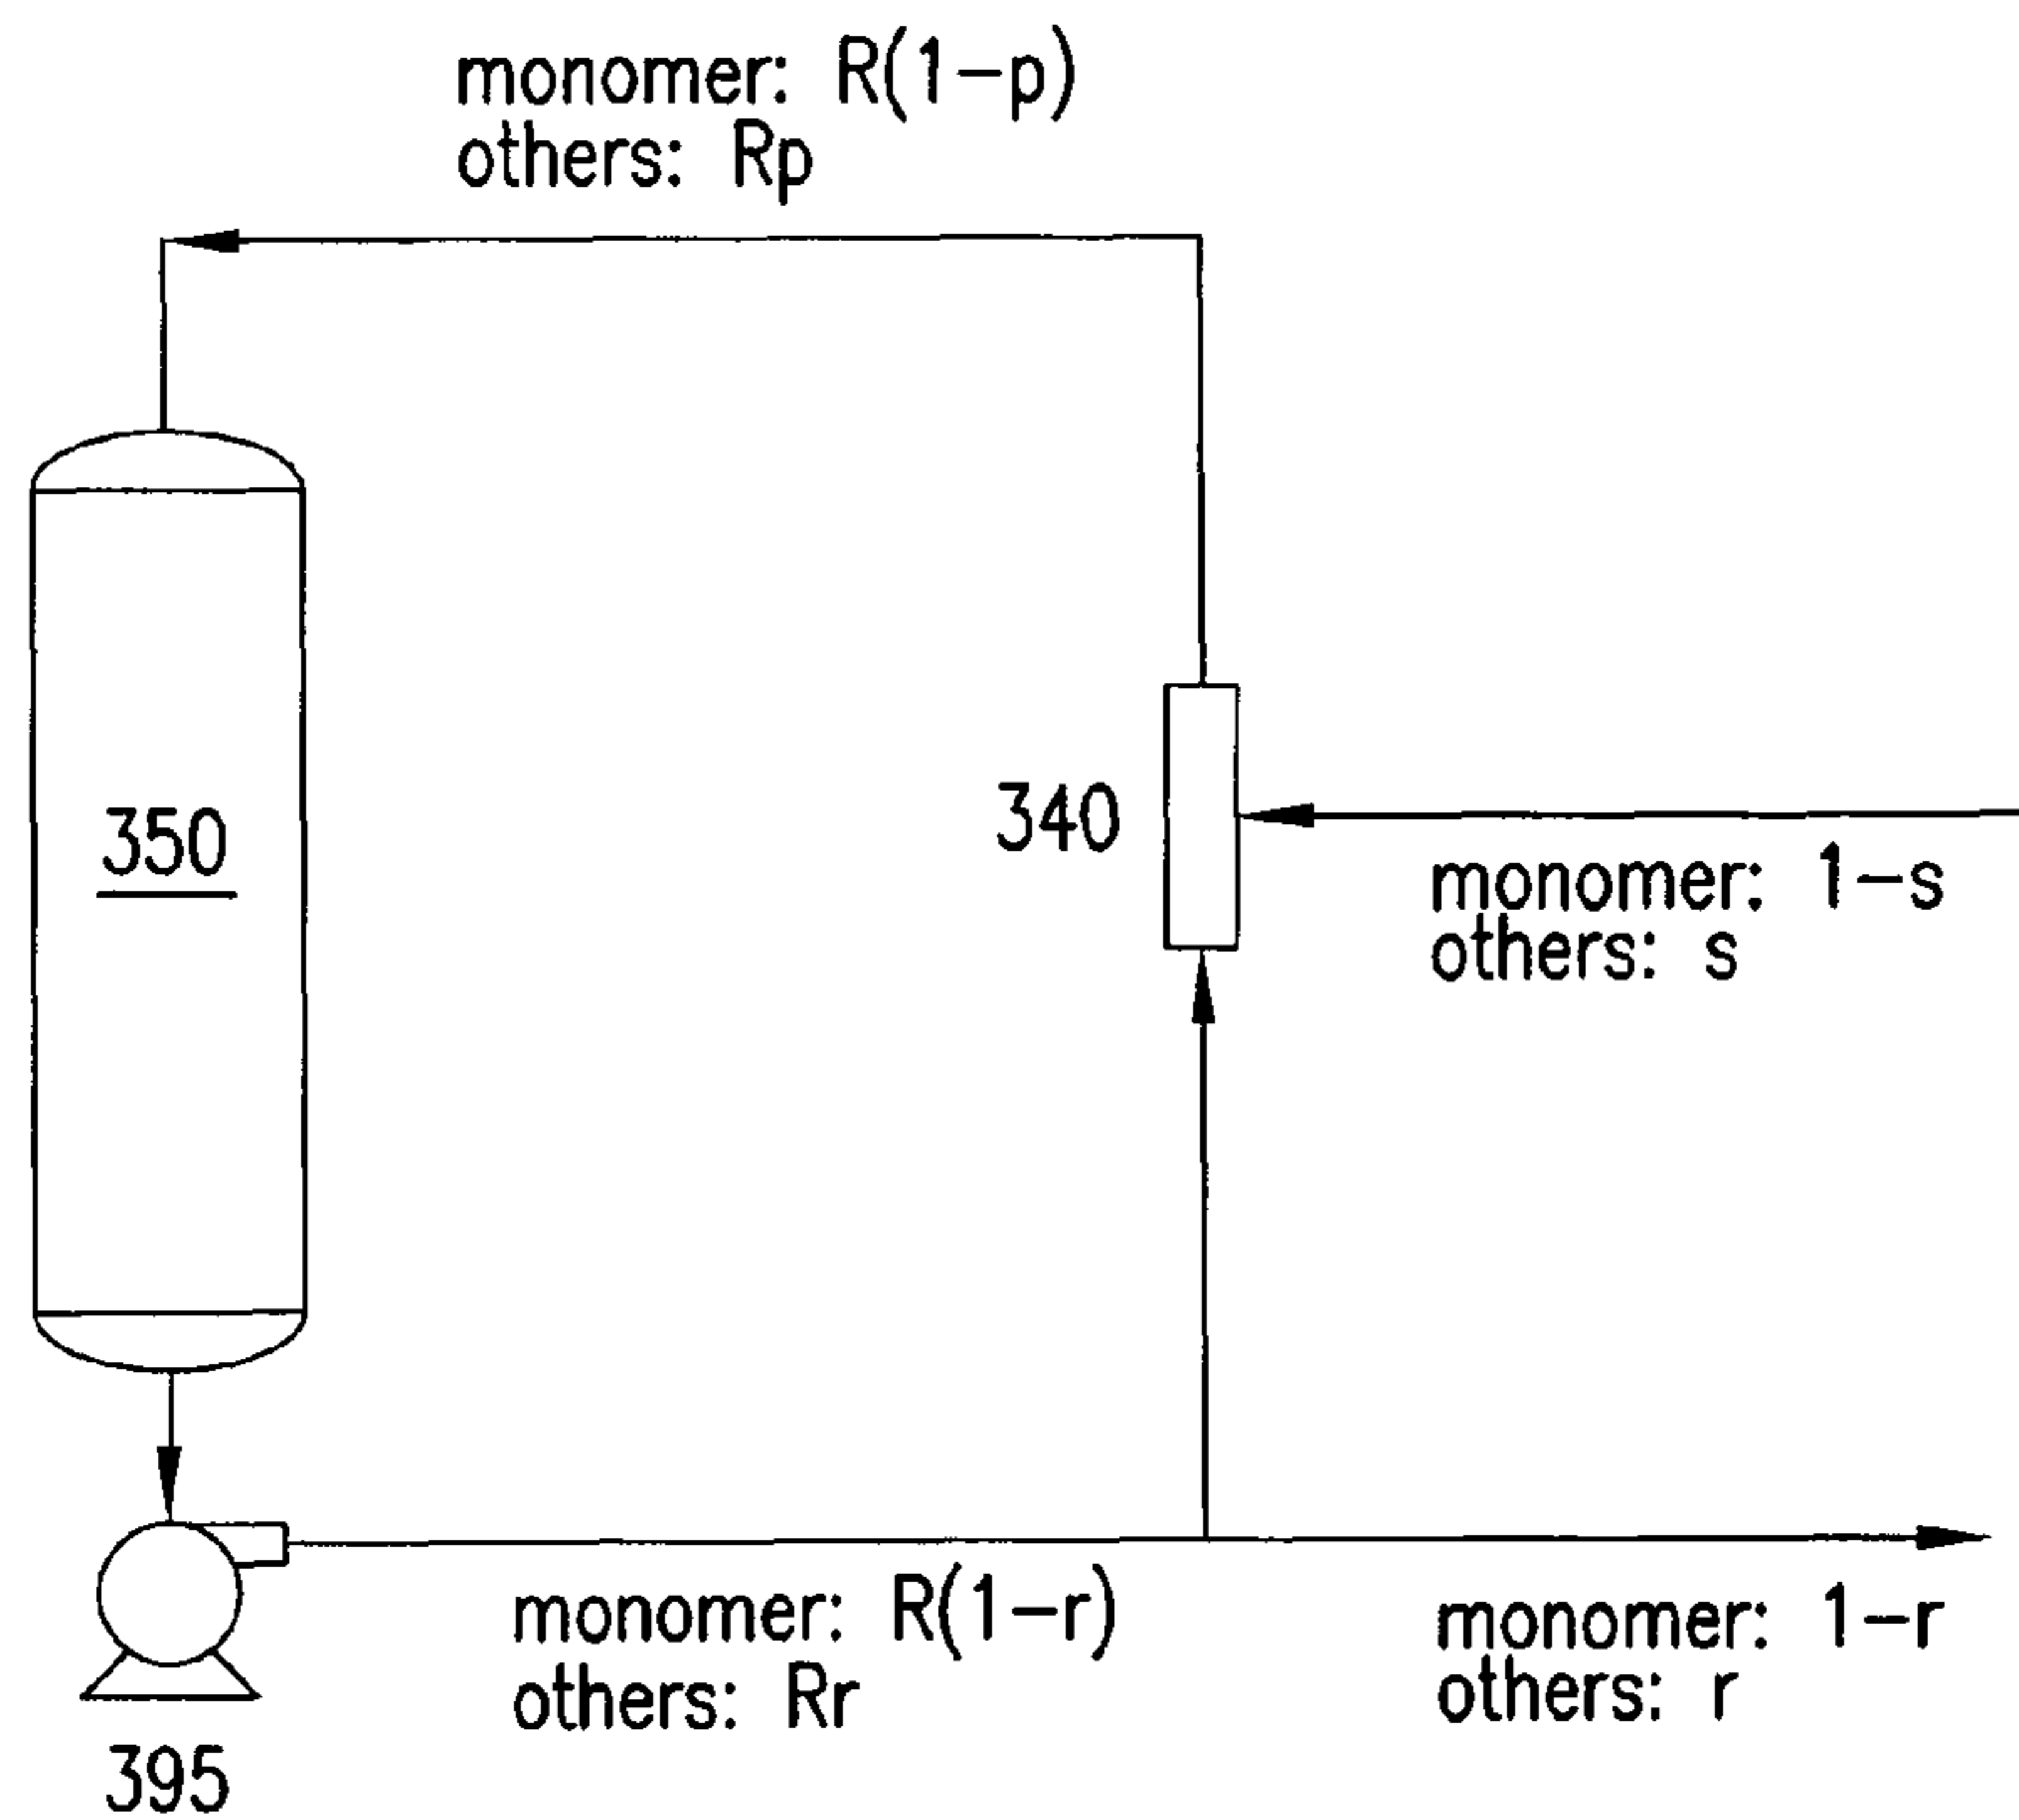 monomer: R(1-p)
others: Rp
350
340
monomer: 1-s
others: s
monomer: R(1-r)
others: Rr
monomer: 1-r
others: r
395